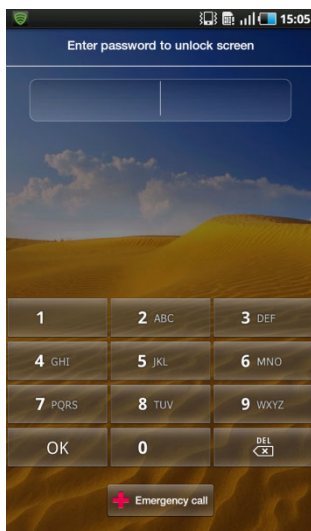 15:05
Enter password to unlock screen
1 2 ABC 3 DEF
4 GHI 5 JKL 6 MNO
7 PQRS 8 TUV 9 WXYZ
OK 0 DEL
Emergency call